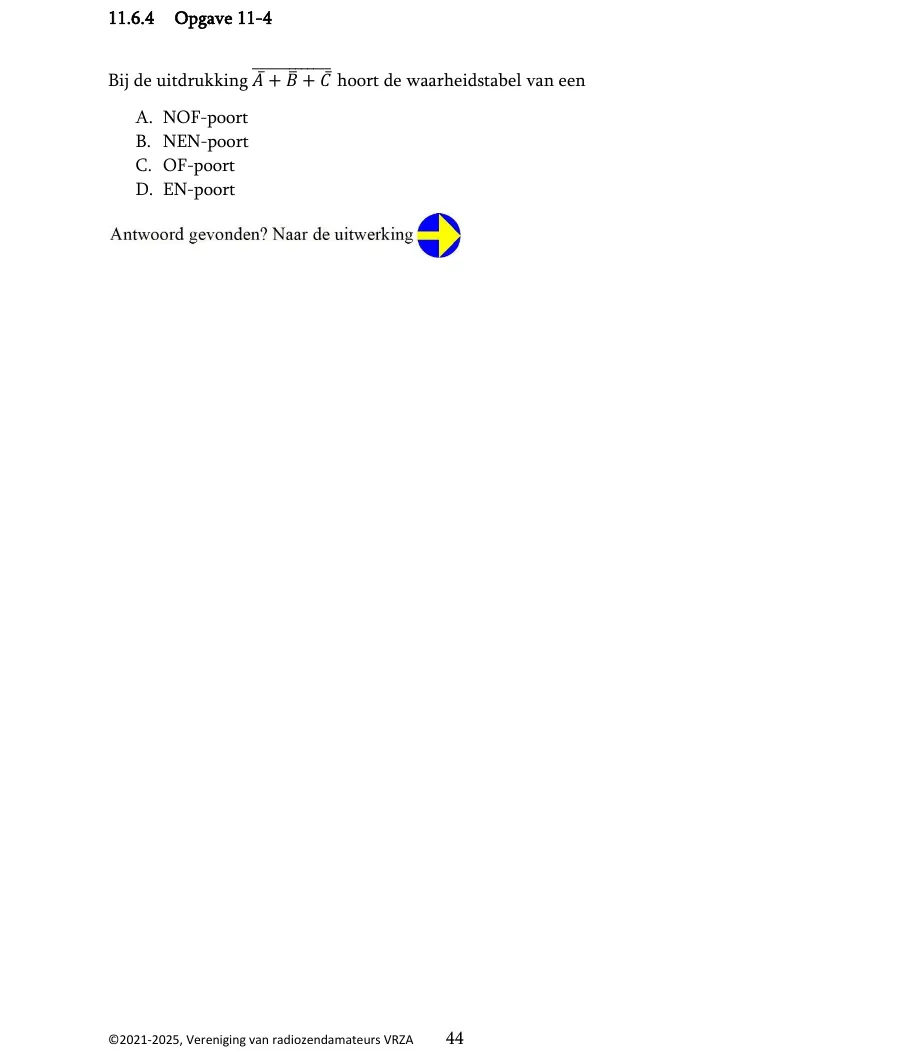 11.6.4 Opgave 11-4
Bij de uitdrukking $\overline{\bar{A} + \bar{B} + \bar{C}}$ hoort de waarheidstabel van een
A. NOF-poort
B. NEN-poort
C. OF-poort
D. EN-poort
Antwoord gevonden? Naar de uitwerking
©2021-2025, Vereniging van radiozendamateurs VRZA 44